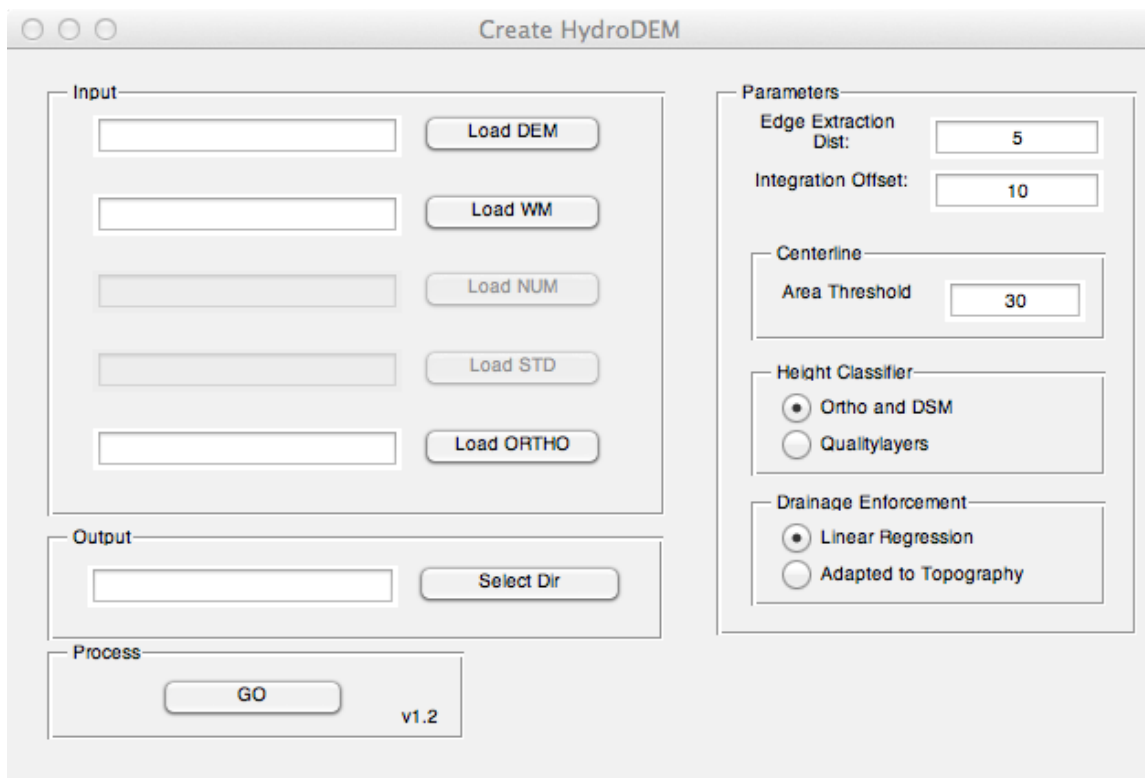 Create HydroDEM
Input
Load DEM
Load WM
Load NUM
Load STD
Load ORTHO
Output
Select Dir
Process
GO
v1.2
Parameters
Edge Extraction
Dist:
5
Integration Offset:
10
Centerline
Area Threshold
30
Height Classifier
Ortho and DSM
Qualitylayers
Drainage Enforcement
Linear Regression
Adapted to Topography